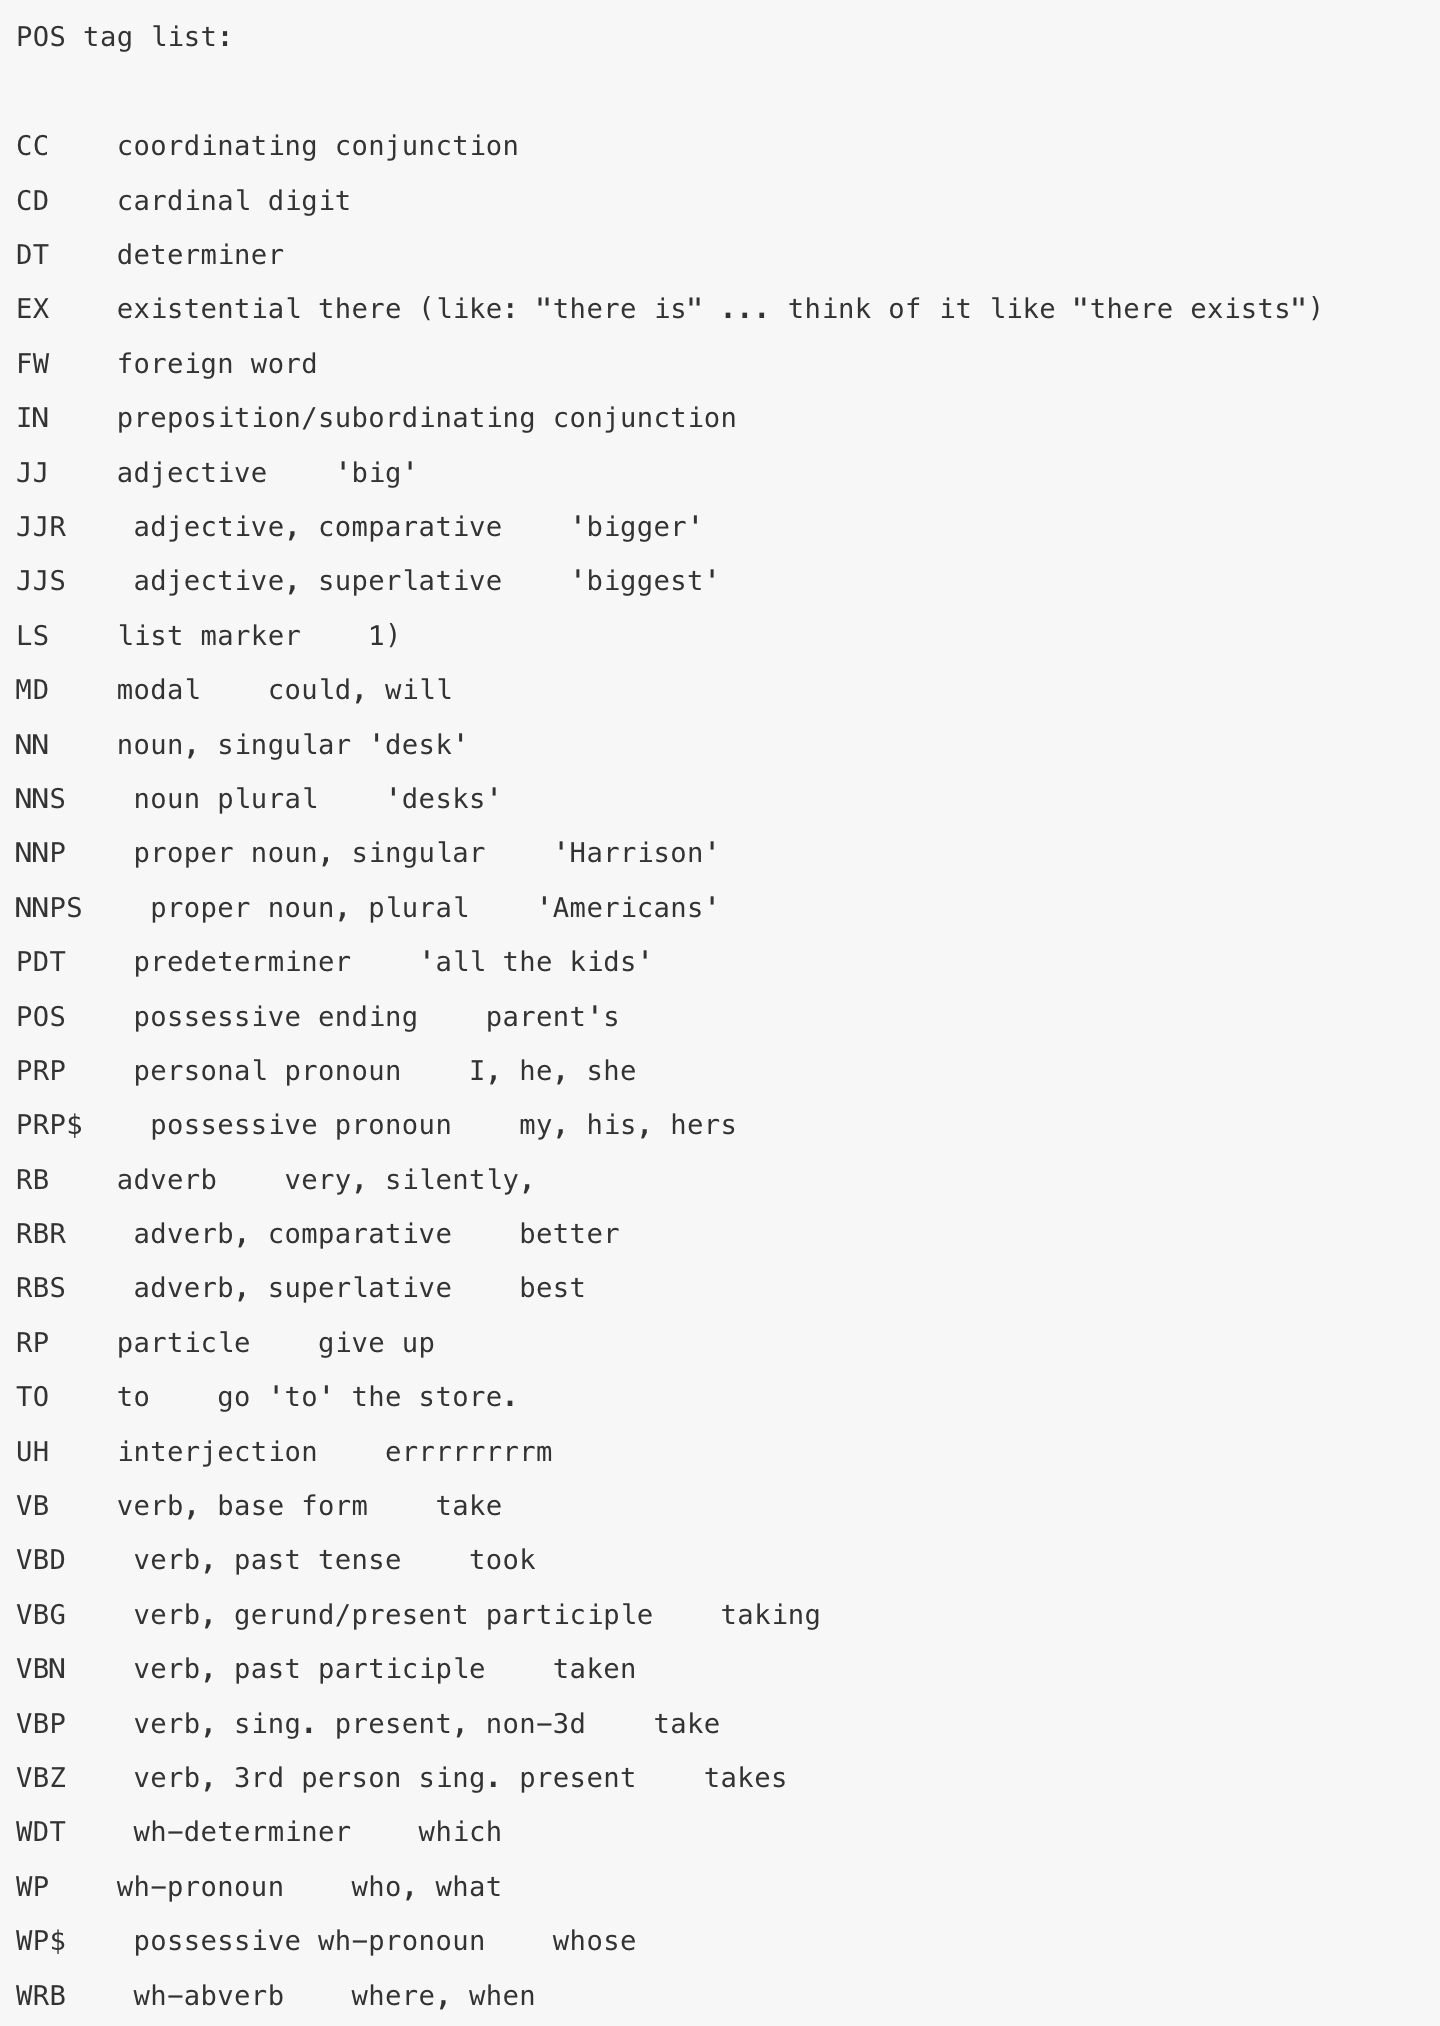 POS tag list:
CC    coordinating conjunction
CD    cardinal digit
DT    determiner
EX    existential there (like: "there is" ... think of it like "there exists")
FW    foreign word
IN    preposition/subordinating conjunction
JJ    adjective    'big'
JJR    adjective, comparative    'bigger'
JJS    adjective, superlative    'biggest'
LS    list marker    1)
MD    modal    could, will
NN    noun, singular 'desk'
NNS    noun plural    'desks'
NNP    proper noun, singular    'Harrison'
NNPS    proper noun, plural    'Americans'
PDT    predeterminer    'all the kids'
POS    possessive ending    parent's
PRP    personal pronoun    I, he, she
PRP$    possessive pronoun    my, his, hers
RB    adverb    very, silently,
RBR    adverb, comparative    better
RBS    adverb, superlative    best
RP    particle    give up
TO    to    go 'to' the store.
UH    interjection    errrrrrrrm
VB    verb, base form    take
VBD    verb, past tense    took
VBG    verb, gerund/present participle    taking
VBN    verb, past participle    taken
VBP    verb, sing. present, non-3d    take
VBZ    verb, 3rd person sing. present    takes
WDT    wh-determiner    which
WP    wh-pronoun    who, what
WP$    possessive wh-pronoun    whose
WRB    wh-abverb    where, when